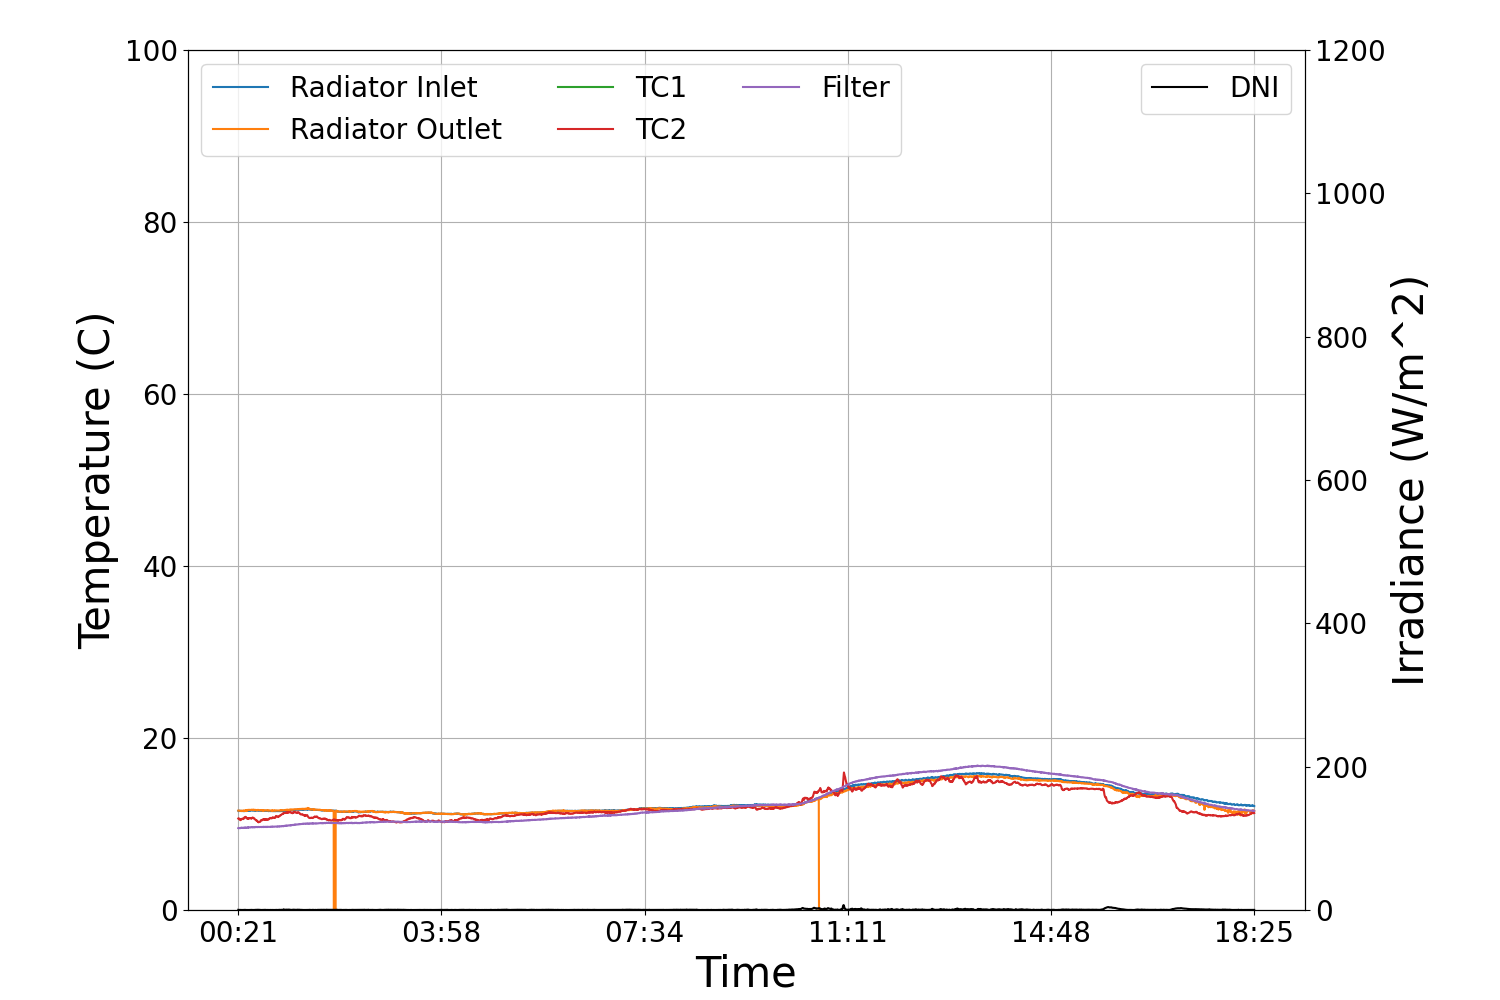 Radiator Inlet
Radiator Outlet
TC1
TC2
Filter
DNI
Temperature (C)
100
80
60
40
20
0
1200
1000
800
600
400
200
0
Irradiance (W/m^2)
00:21 03:58 07:34 11:11 14:48 18:25
Time